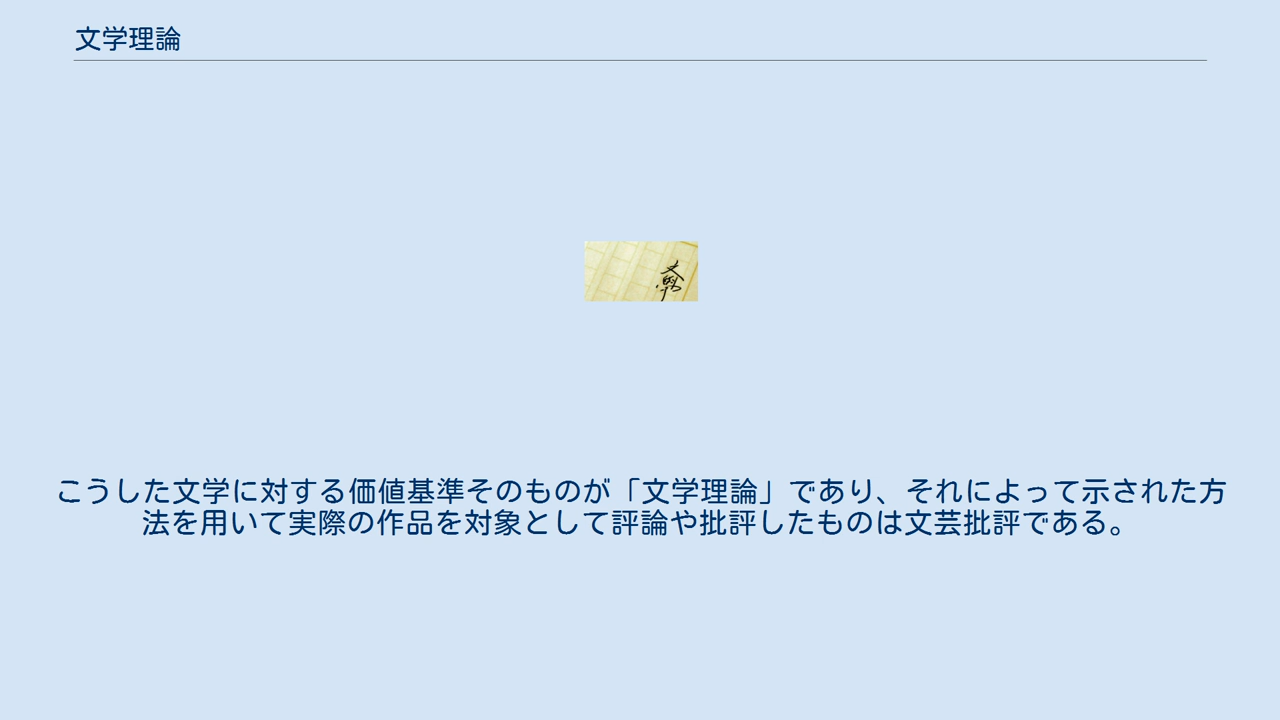 文学理論
こうした文学に対する価値基準そのものが「文学理論」であり、それによって示された方
法を用いて実際の作品を対象として評論や批評したものは文芸批評である。